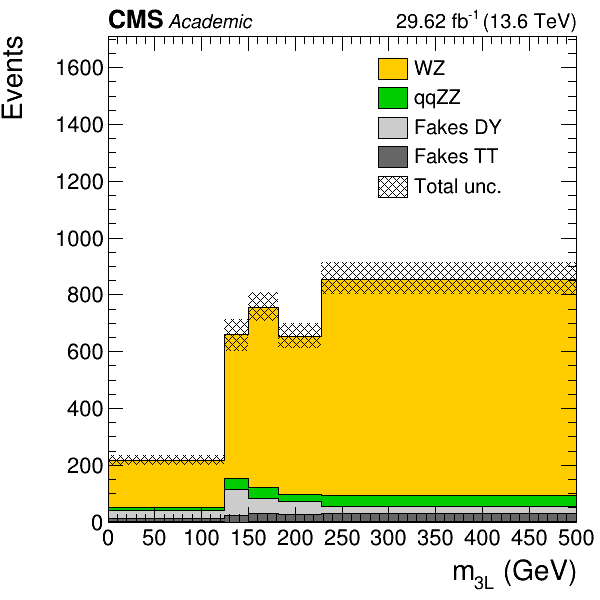 CMS Academic 29.62 fb⁻¹ (13.6 TeV)
Events
1600
1400
1200
1000
800
600
400
200
0
WZ
qqZZ
Fakes DY
Fakes TT
Total unc.
0 50 100 150 200 250 300 350 400 450 500
m₃L (GeV)